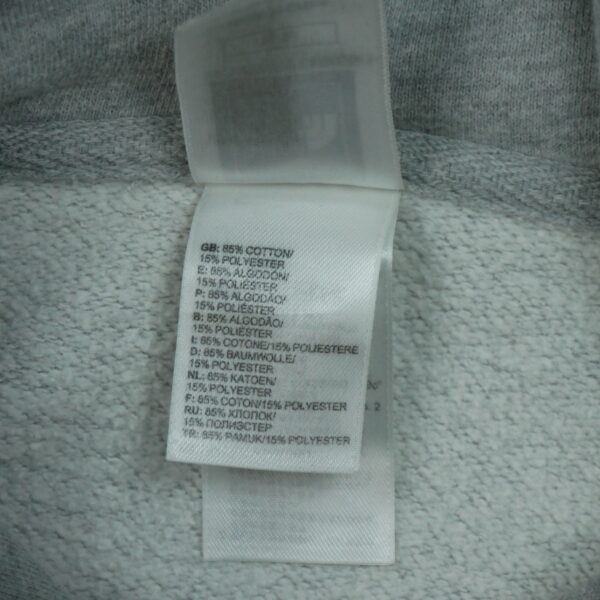 GB: 85% COTTON/
15% POLYESTER
E: 85% ALGODÓN/
15% POLIÉSTER
P: 85% ALGODÃO/
15% POLIÉSTER
B: 85% ALGODÃO/
15% POLIÉSTER
I: 85% COTONE/15% POLIESTERE
D: 85% BAUMWOLLE/
15% POLYESTER
NL: 85% KATOEN/
15% POLYESTER
F: 85% COTON/15% POLYESTER
RU: 85% ХЛОПОК/
15% ПОЛИЭСТЕР
TR: 85% PAMUK/15% POLYESTER